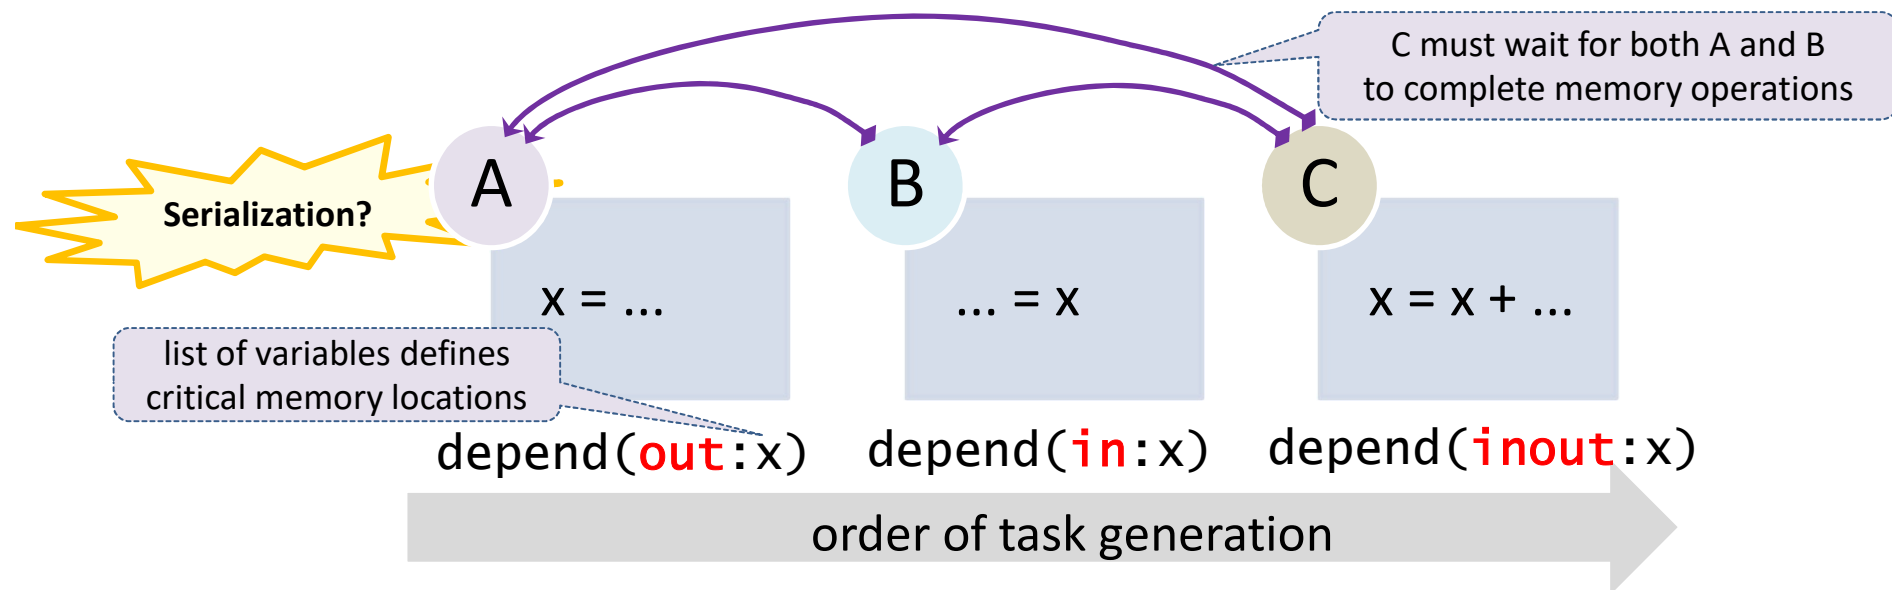 C must wait for both A and B
to complete memory operations
A
B
C
Serialization?
x = ...
... = x
x = x + ...
list of variables defines
critical memory locations
depend(out:x)
depend(in:x)
depend(inout:x)
order of task generation